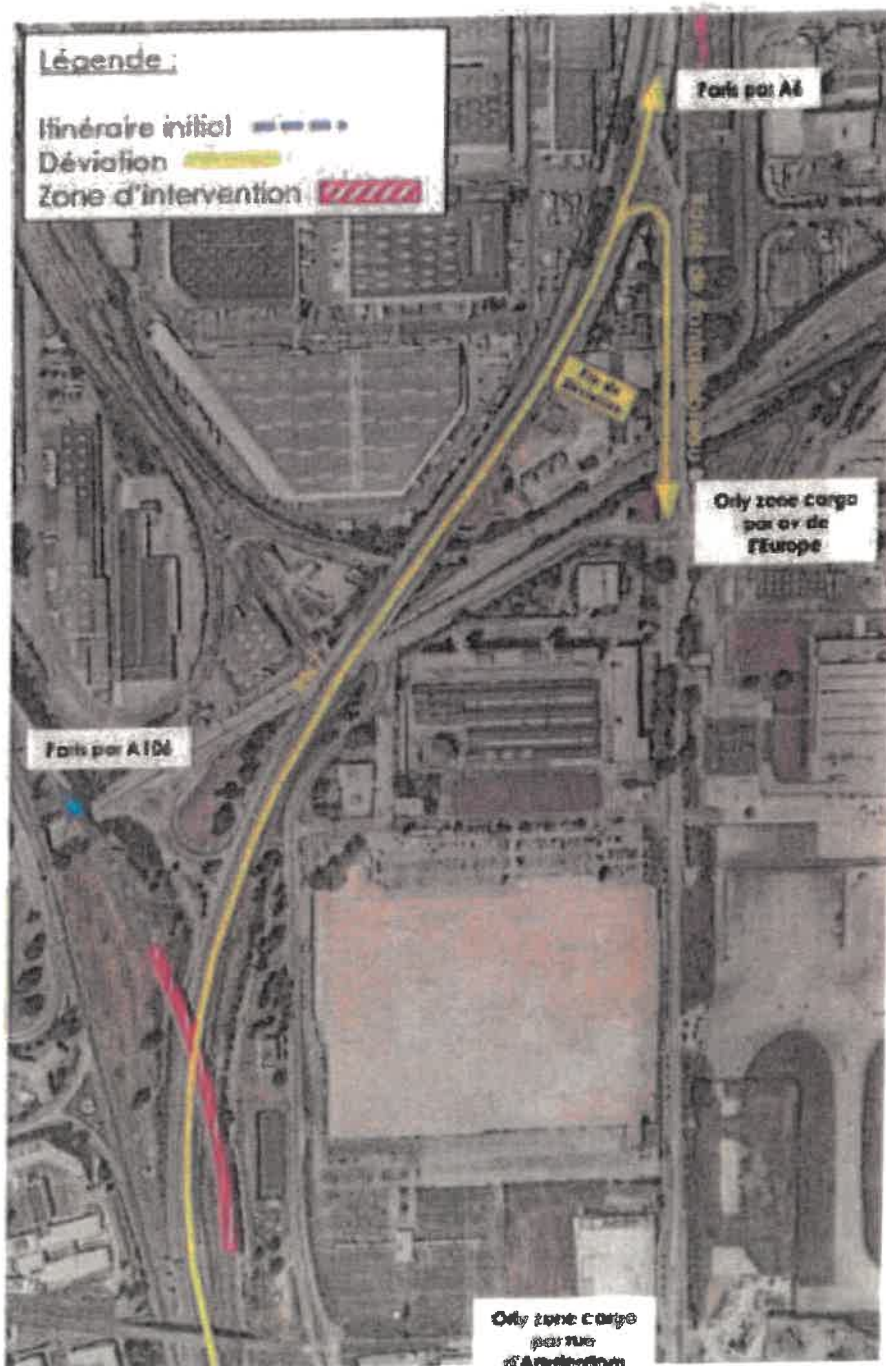 Légende :
Itinéraire initial
Déviation
Zone d'intervention
Paris par A6
Orly zone cargo
par av de
l'Europe
Paris par A106
Orly zone cargo
par rue
d'Amsterdam